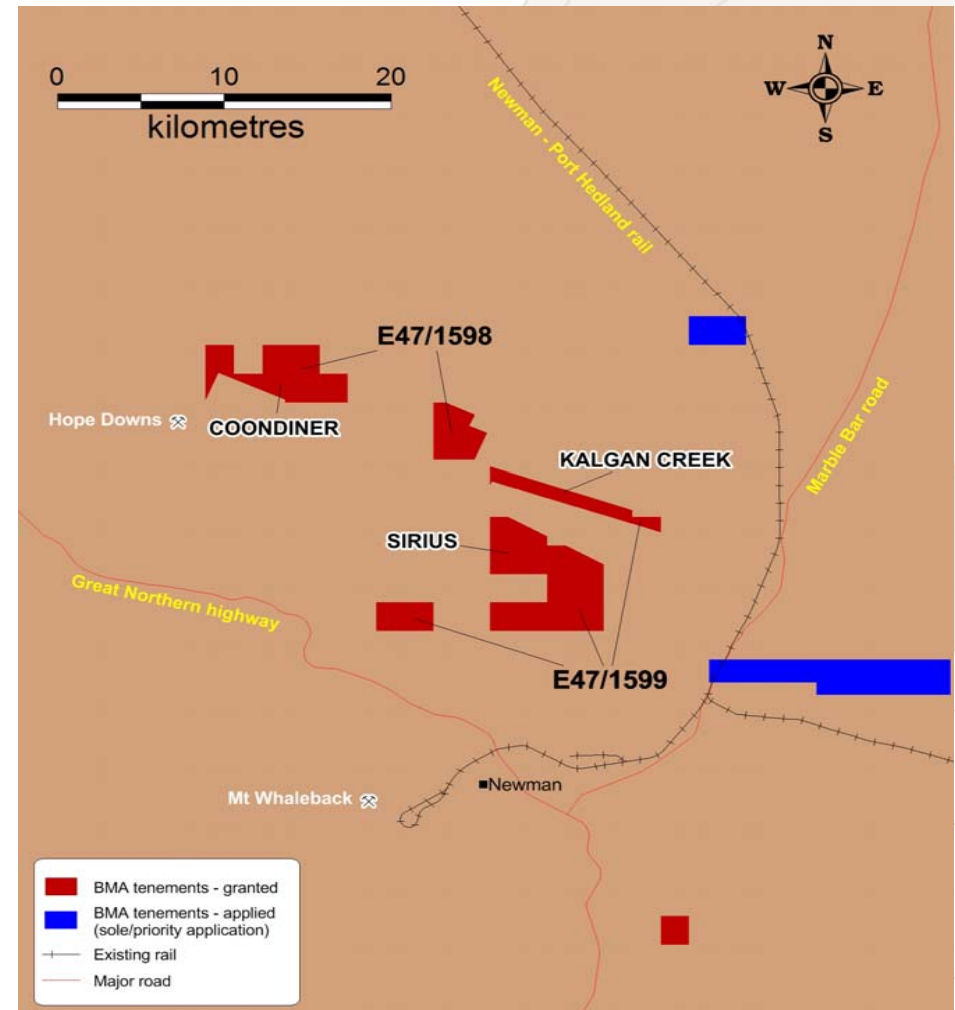 0 10 20
kilometres
N
W E
S
Newman - Port Hedland rail
Marble Bar road
E47/1598
Hope Downs
COONDINER
KALGAN CREEK
SIRIUS
Great Northern highway
E47/1599
Newman
Mt Whaleback
BMA tenements - granted
BMA tenements - applied
(sole/priority application)
Existing rail
Major road